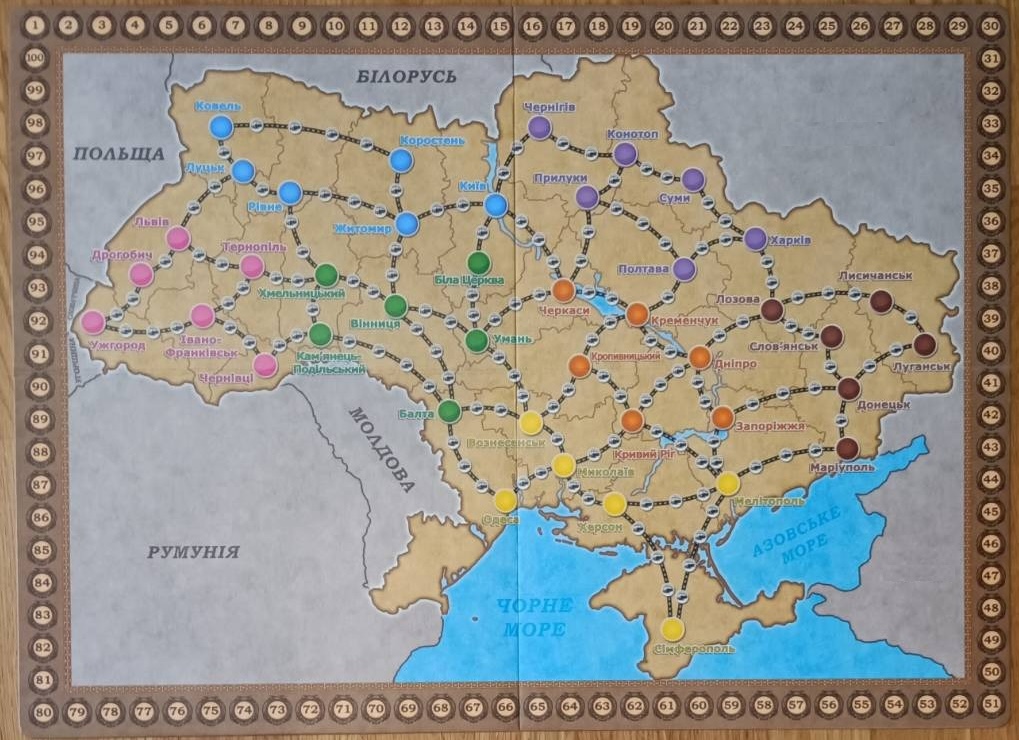 1 2 3 4 5 6 7 8 9 10 11 12 13 14 15 16 17 18 19 20 21 22 23 24 25 26 27 28 29 30
100 31
99 32
98 33
97 34
96 35
95 36
94 37
93 38
92 39
91 40
90 41
89 42
88 43
87 44
86 45
85 46
84 47
83 48
82 49
81 50
80 79 78 77 76 75 74 73 72 71 70 69 68 67 66 65 64 63 62 61 60 59 58 57 56 55 54 53 52 51
БІЛОРУСЬ
ПОЛЬЩА
МОЛДОВА
РУМУНІЯ
ЧОРНЕ
МОРЕ
АЗОВСЬКЕ
МОРЕ
Ковель
Коростень
Луцьк
Рівне
Житомир
Київ
Чернігів
Конотоп
Прилуки
Суми
Харків
Полтава
Львів
Дрогобич
Тернопіль
Ужгород
Івано-
Франківськ
Чернівці
Хмельницький
Вінниця
Кам'янець
Подільський
Біла Церква
Умань
Балта
Черкаси
Кременчук
Кропивницький
Дніпро
Кривий Ріг
Запоріжжя
Лозова
Лисичанськ
Слов'янськ
Луганськ
Донецьк
Маріуполь
Вознесенськ
Миколаїв
Одеса
Херсон
Мелітополь
Сімферополь